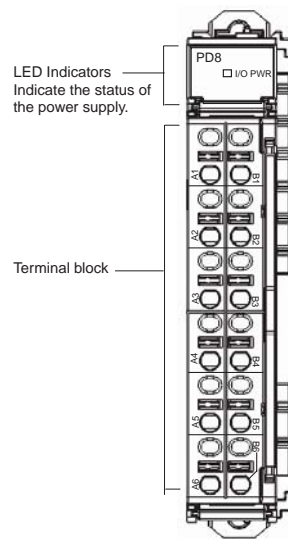 PD8
I/O PWR
LED Indicators
Indicate the status of
the power supply.
A1 B1
A2 B2
Terminal block
A3 B3
A4 B4
A5 B5
A6 B6